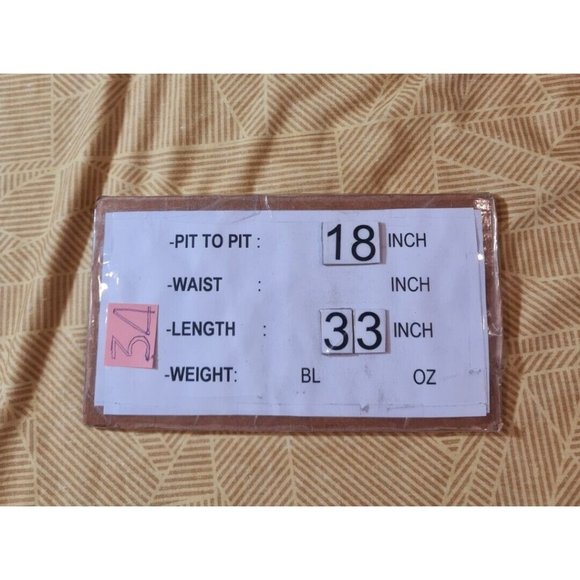 -PIT TO PIT : 18 INCH
-WAIST : INCH
-LENGTH : 33 INCH
-WEIGHT: BL OZ
34